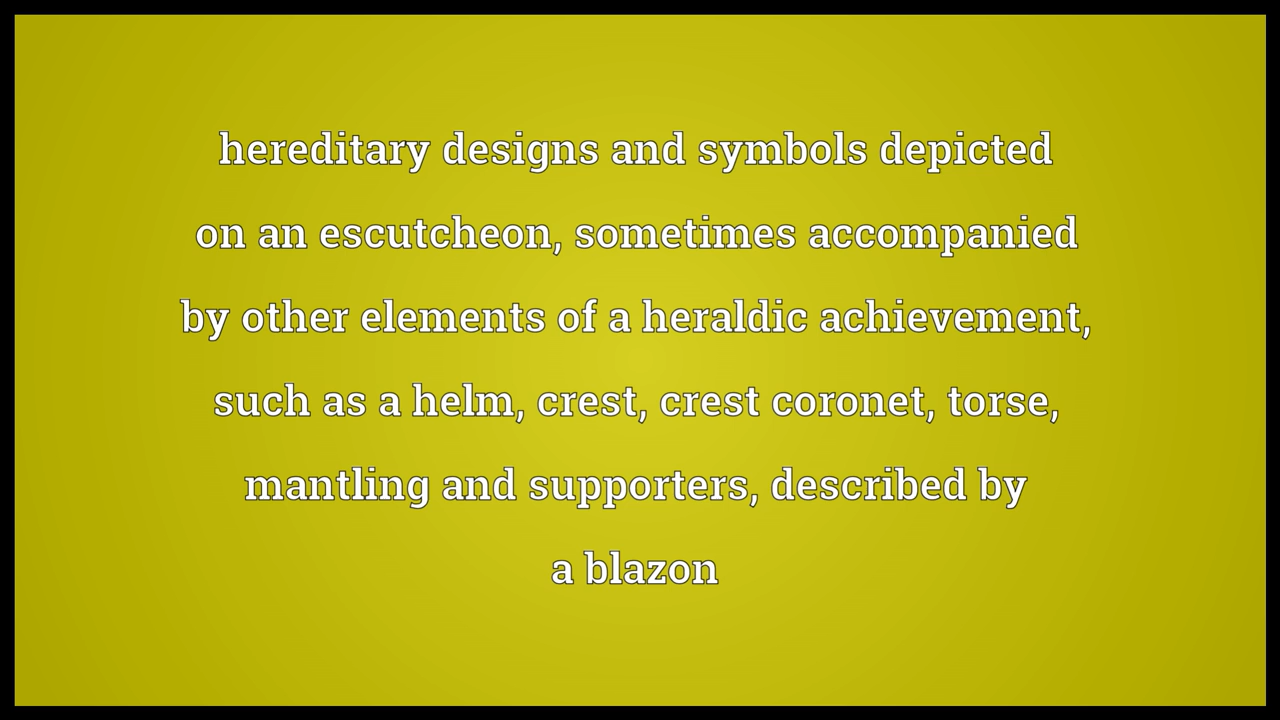 hereditary designs and symbols depicted
on an escutcheon, sometimes accompanied
by other elements of a heraldic achievement,
such as a helm, crest, crest coronet, torse,
mantling and supporters, described by
a blazon